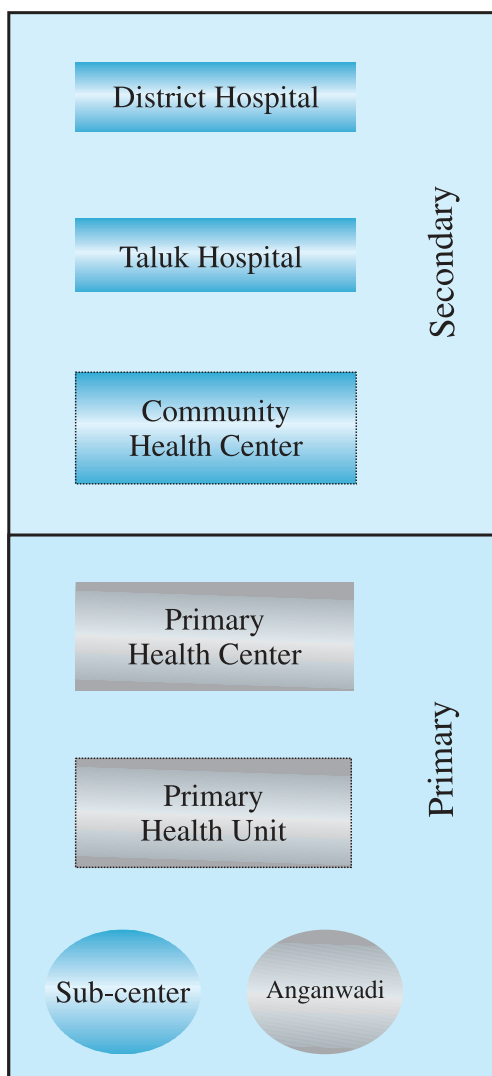 District Hospital
Taluk Hospital
Community
Health Center
Secondary
Primary
Health Center
Primary
Health Unit
Primary
Sub-center
Anganwadi